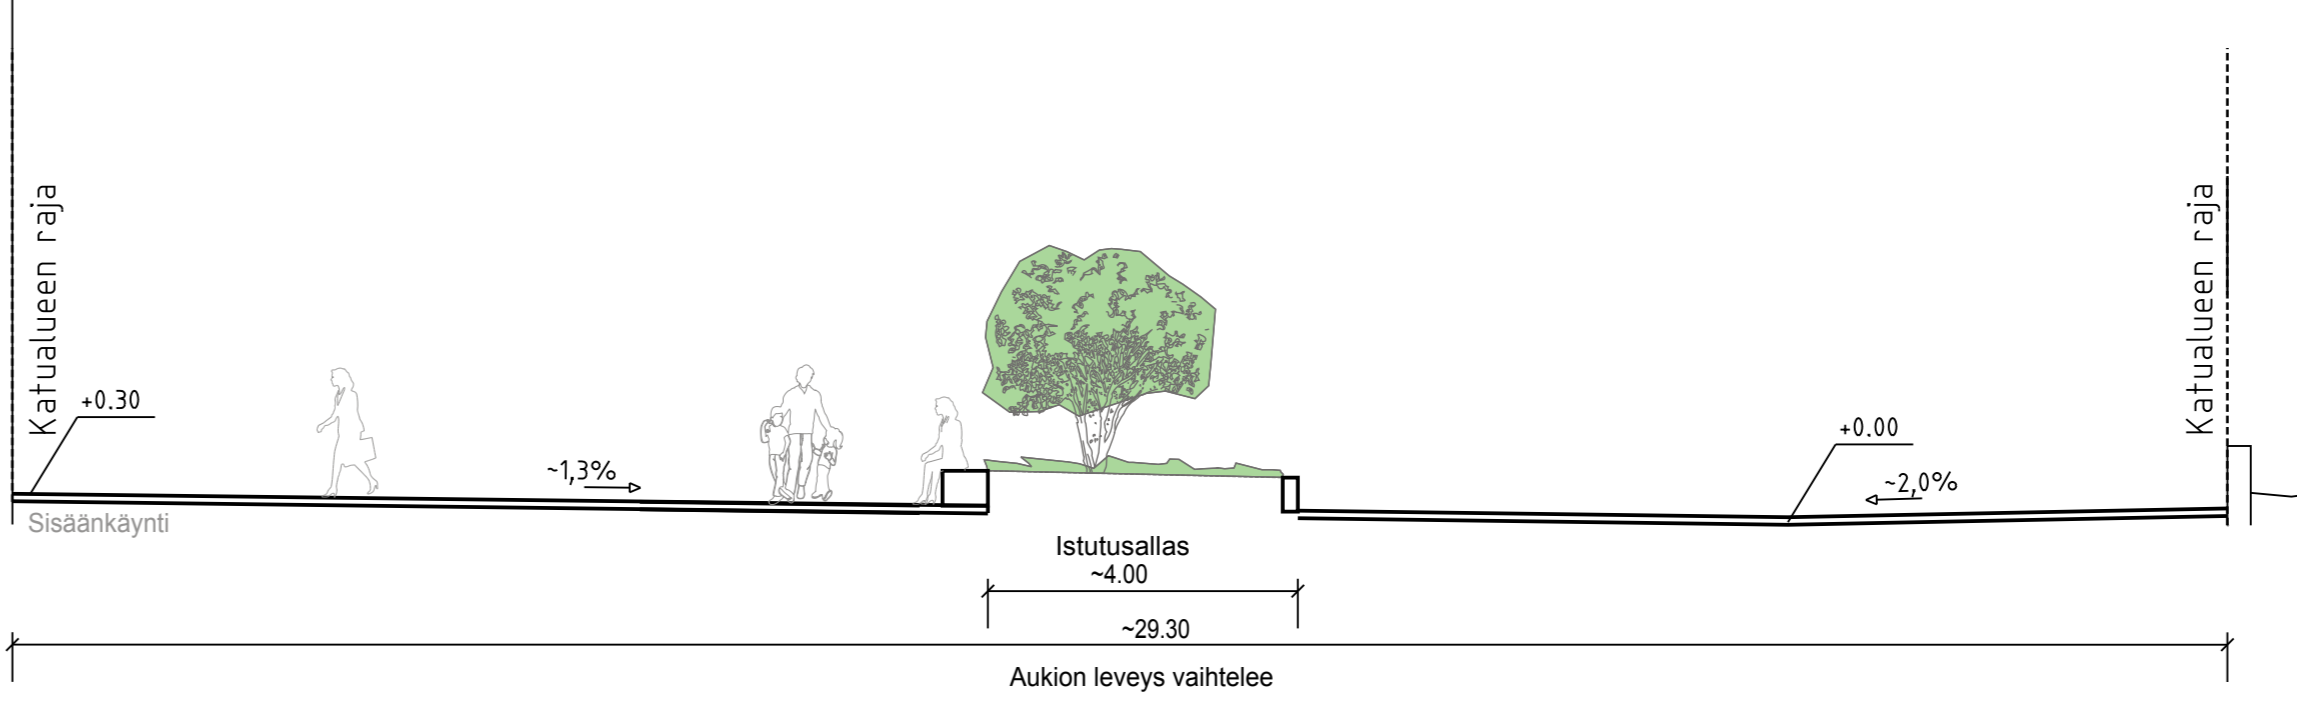 Katualueen raja
+0.30
~1,3%
Sisäänkäynti
Katualueen raja
+0.00
~2,0%
Istutusallas
~4.00
~29.30
Aukion leveys vaihtelee